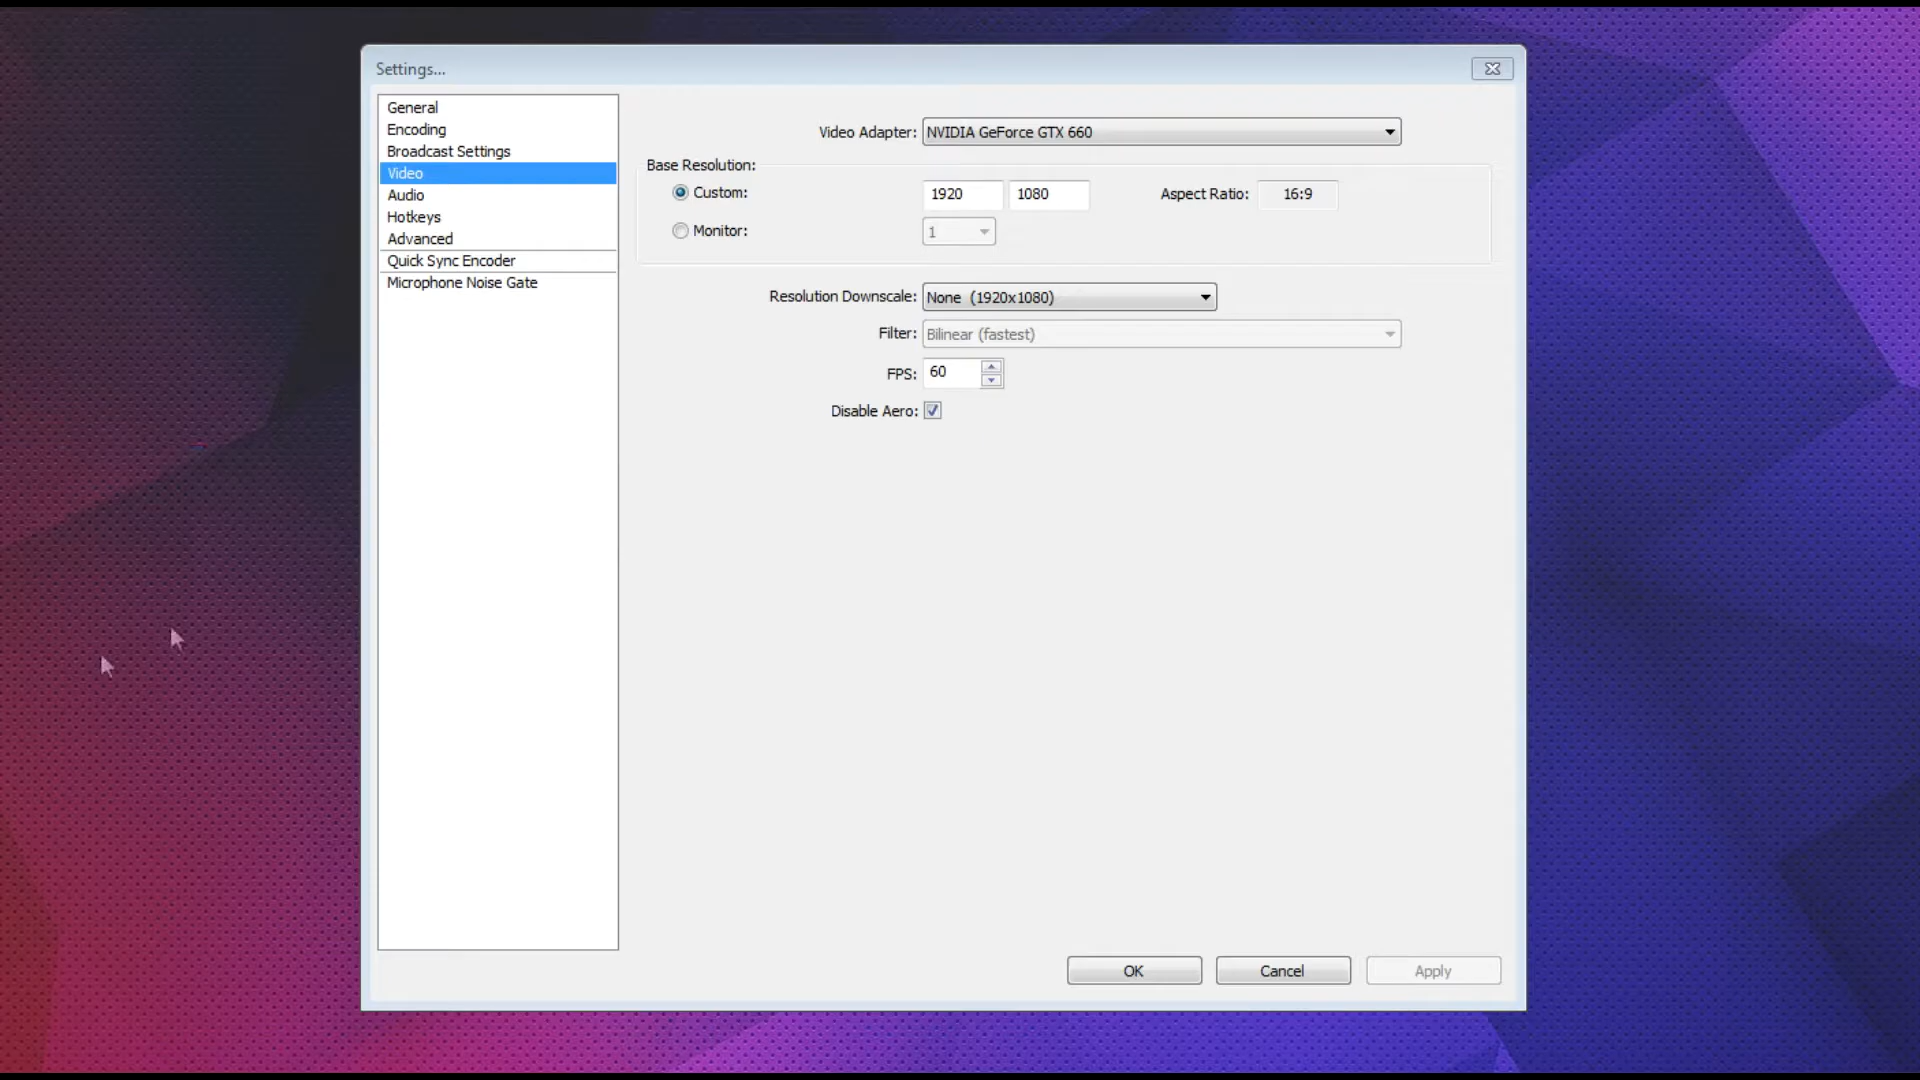 Settings...
General
Encoding
Broadcast Settings
Video
Audio
Hotkeys
Advanced
Quick Sync Encoder
Microphone Noise Gate
Video Adapter: NVIDIA GeForce GTX 660
Base Resolution:
Custom: 1920 1080 Aspect Ratio: 16:9
Monitor: 1
Resolution Downscale: None (1920x1080)
Filter: Bilinear (fastest)
FPS: 60
Disable Aero:
OK Cancel Apply